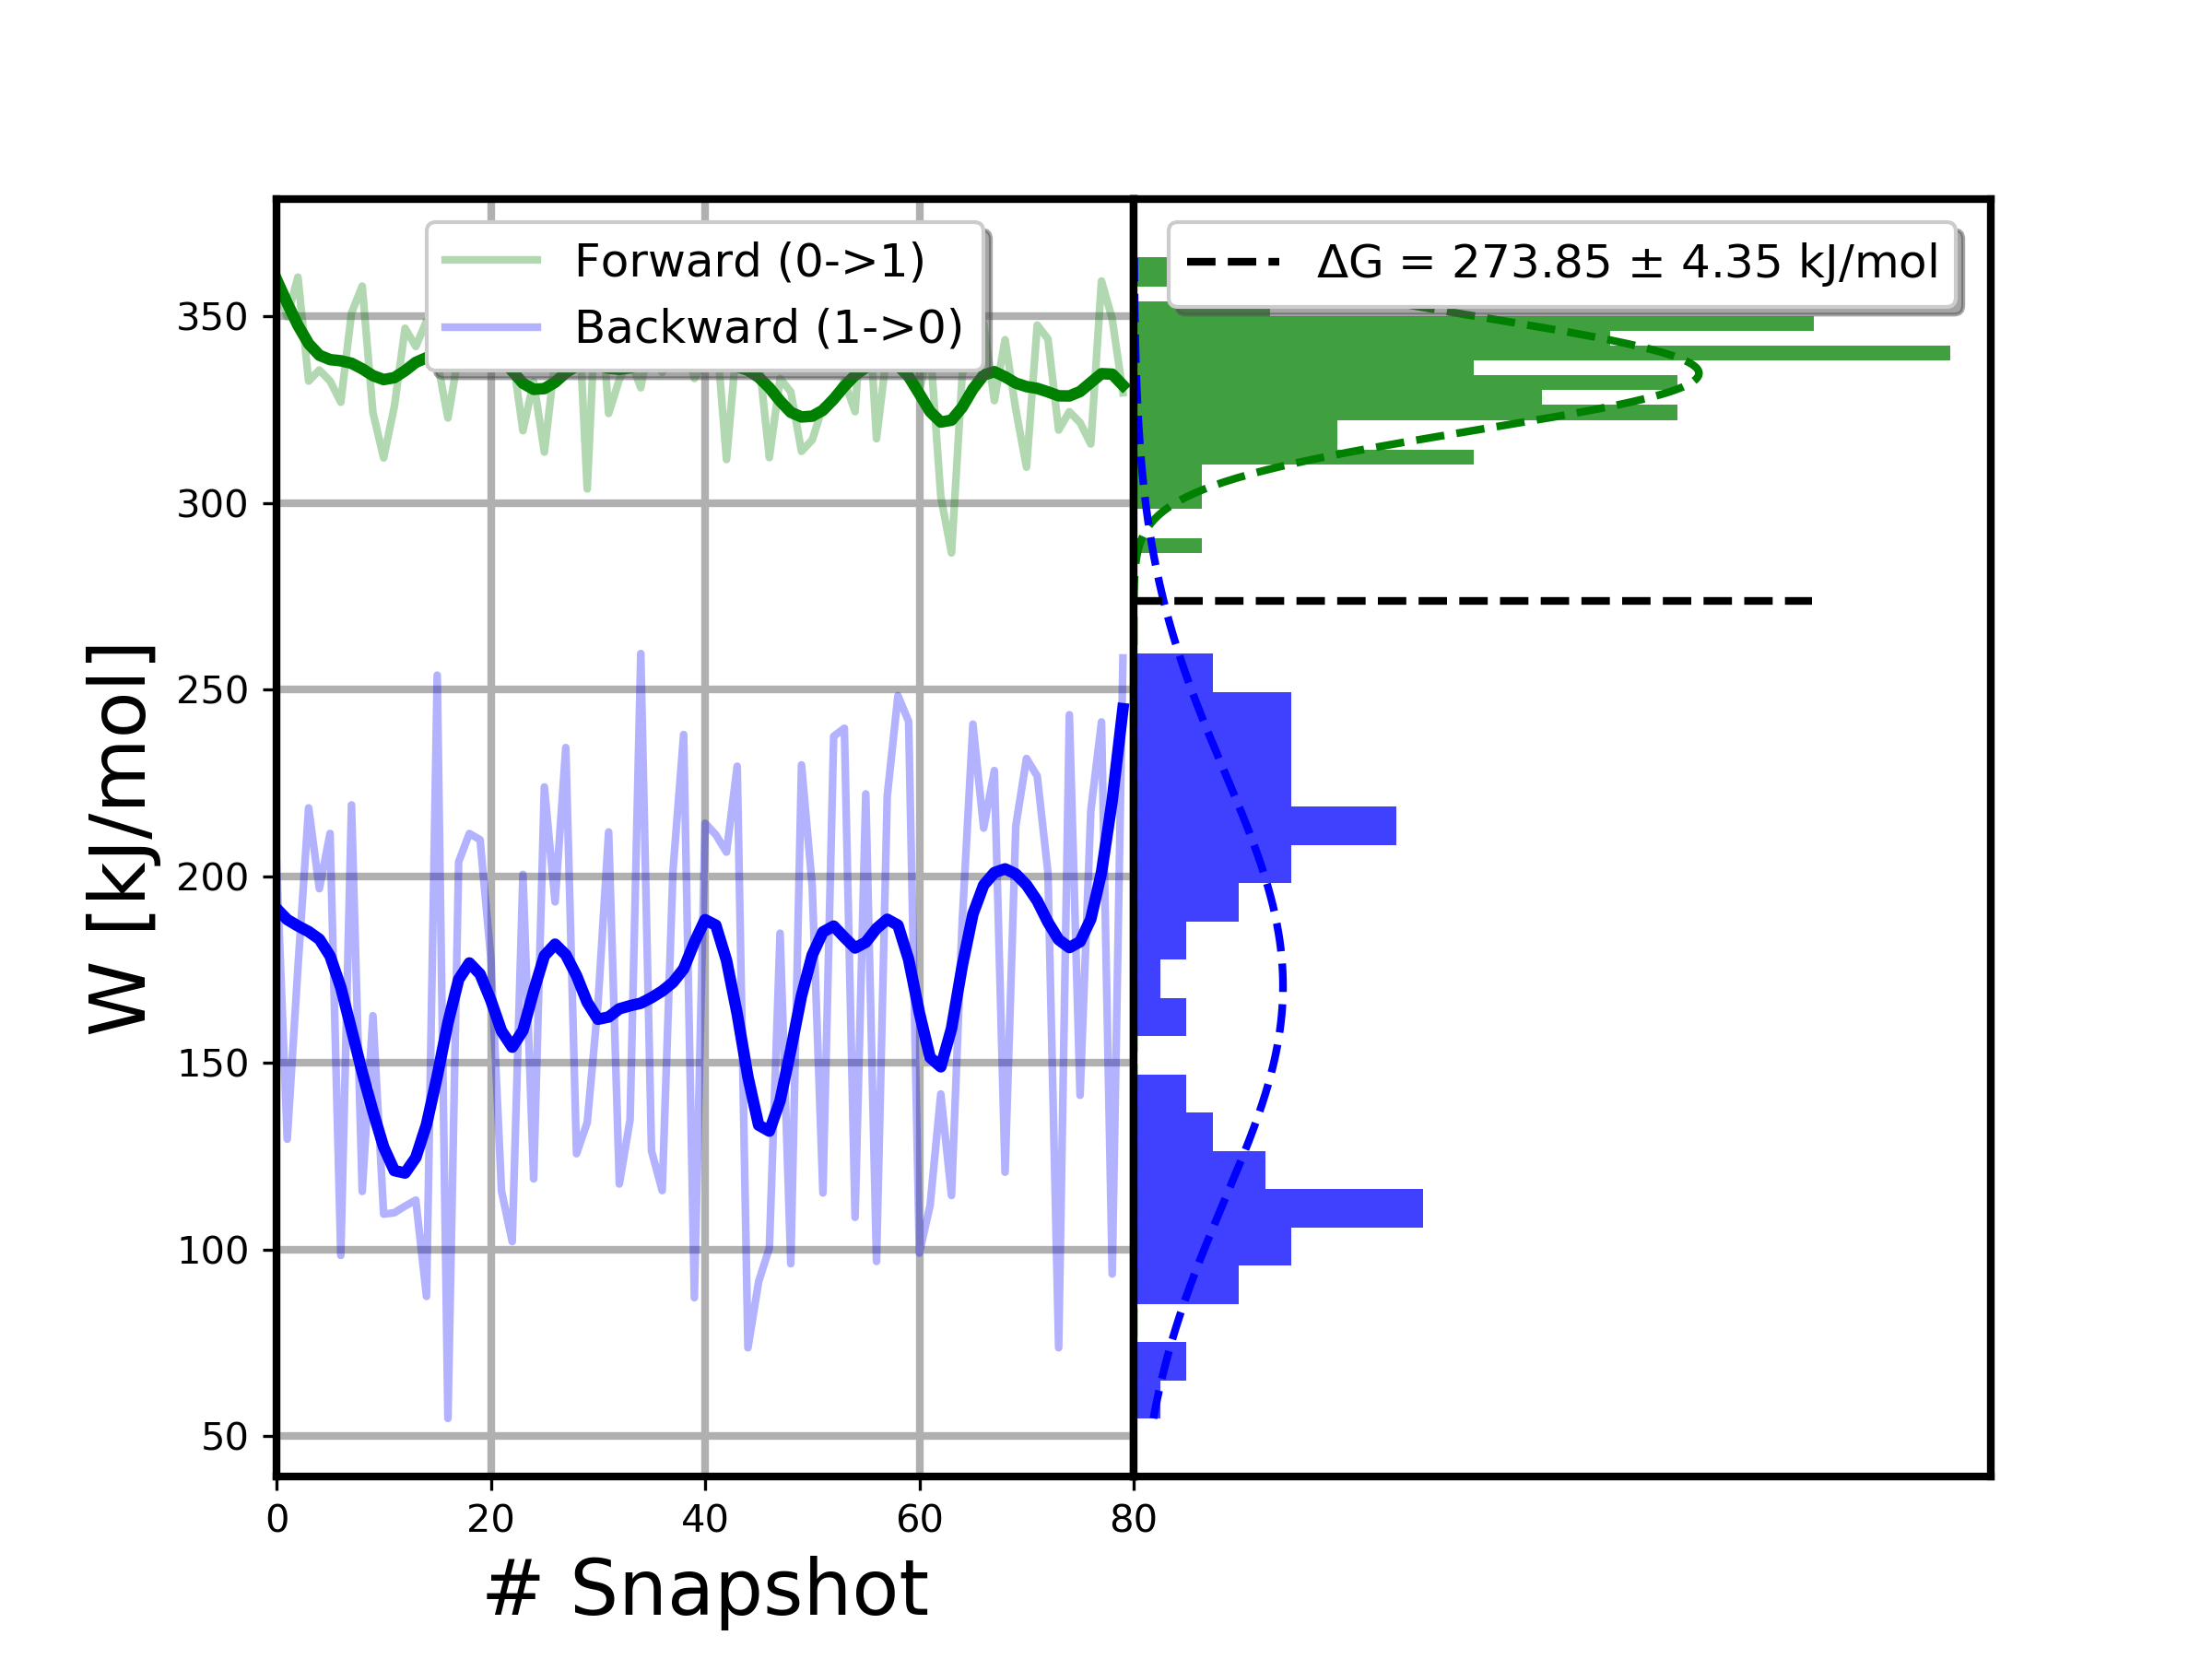 Forward (0->1)
Backward (1->0)
ΔG = 273.85 ± 4.35 kJ/mol
W [kJ/mol]
350
300
250
200
150
100
50
0 20 40 60 80
# Snapshot